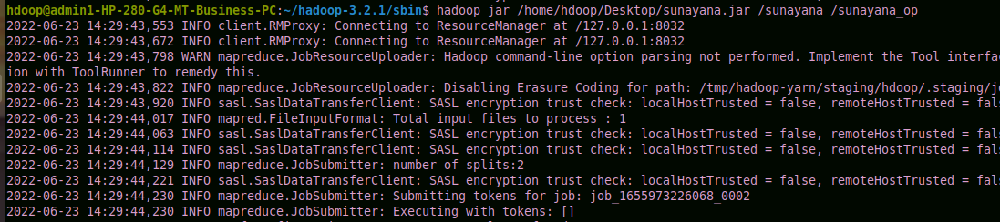 hdoop@admin1-HP-280-G4-MT-Business-PC:~/hadoop-3.2.1/sbin$ hadoop jar /home/hdoop/Desktop/sunayana.jar /sunayana /sunayana_op
2022-06-23 14:29:43,553 INFO client.RMProxy: Connecting to ResourceManager at /127.0.0.1:8032
2022-06-23 14:29:43,672 INFO client.RMProxy: Connecting to ResourceManager at /127.0.0.1:8032
2022-06-23 14:29:43,798 WARN mapreduce.JobResourceUploader: Hadoop command-line option parsing not performed. Implement the Tool interfac
ion with ToolRunner to remedy this.
2022-06-23 14:29:43,822 INFO mapreduce.JobResourceUploader: Disabling Erasure Coding for path: /tmp/hadoop-yarn/staging/hdoop/.staging/jo
2022-06-23 14:29:43,920 INFO sasl.SaslDataTransferClient: SASL encryption trust check: localHostTrusted = false, remoteHostTrusted = fals
2022-06-23 14:29:44,017 INFO mapred.FileInputFormat: Total input files to process : 1
2022-06-23 14:29:44,063 INFO sasl.SaslDataTransferClient: SASL encryption trust check: localHostTrusted = false, remoteHostTrusted = fals
2022-06-23 14:29:44,114 INFO sasl.SaslDataTransferClient: SASL encryption trust check: localHostTrusted = false, remoteHostTrusted = fals
2022-06-23 14:29:44,129 INFO mapreduce.JobSubmitter: number of splits:2
2022-06-23 14:29:44,221 INFO sasl.SaslDataTransferClient: SASL encryption trust check: localHostTrusted = false, remoteHostTrusted = fals
2022-06-23 14:29:44,230 INFO mapreduce.JobSubmitter: Submitting tokens for job: job_1655973226068_0002
2022-06-23 14:29:44,230 INFO mapreduce.JobSubmitter: Executing with tokens: []